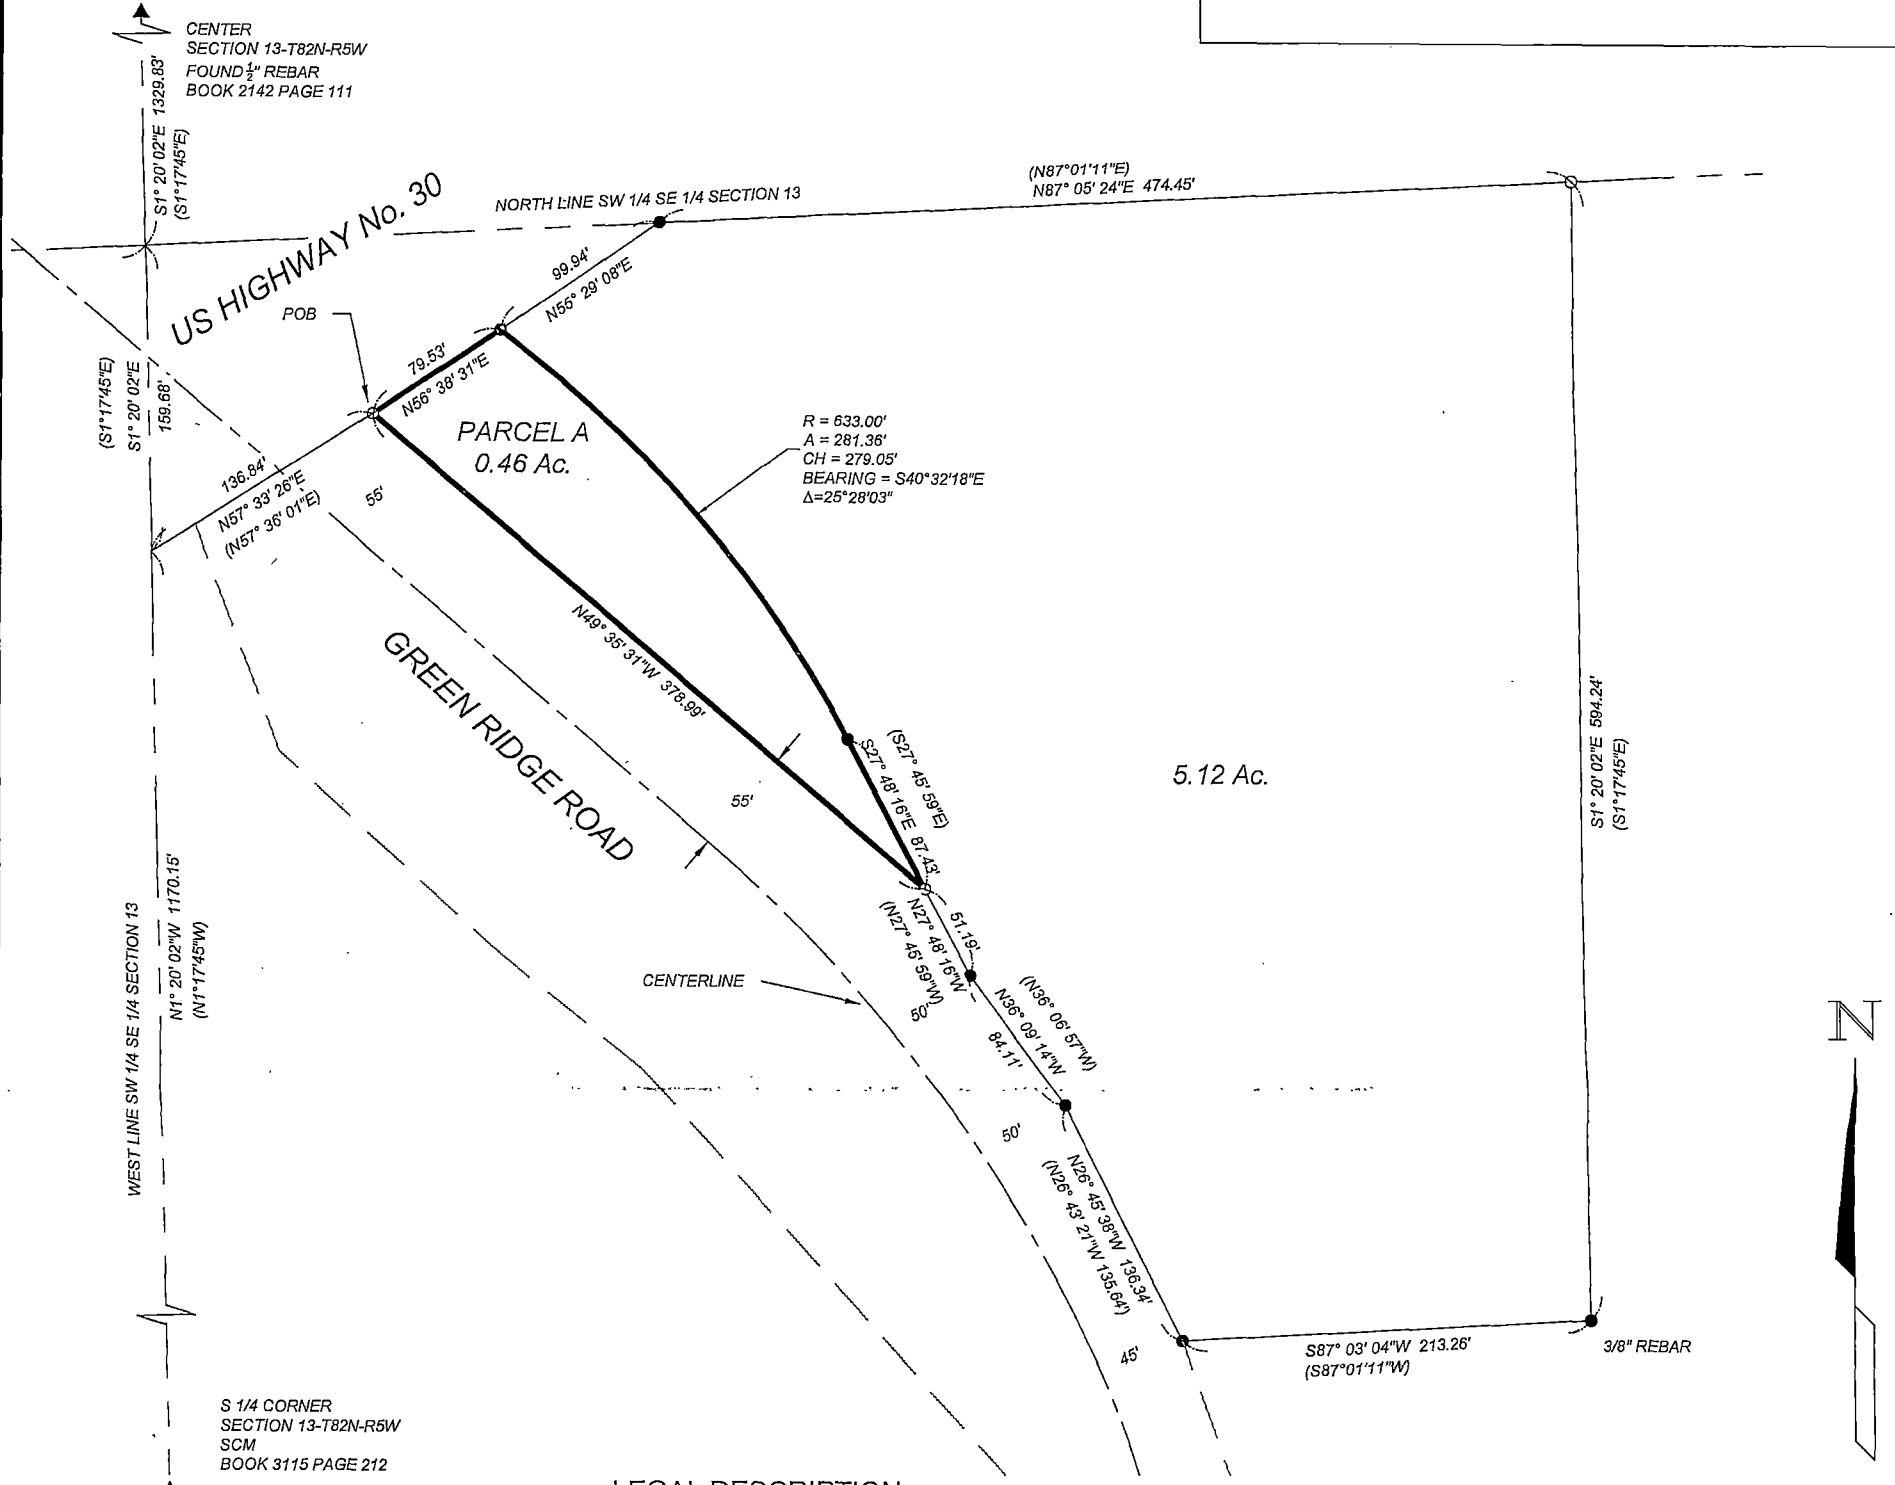 CENTER
SECTION 13-T82N-R5W
FOUND ½" REBAR
BOOK 2142 PAGE 111
S1° 20' 02"E 1329.83'
(S1°17'45"E)
US HIGHWAY No. 30
NORTH LINE SW 1/4 SE 1/4 SECTION 13
(N87°01'11"E)
N87° 05' 24"E 474.45'
99.94'
N55° 29' 08"E
POB
79.53'
N56° 38' 31"E
(S1°17'45"E)
S1° 20' 02"E
159.68'
136.84'
N57° 33' 26"E
(N57° 36' 01"E)
55'
PARCEL A
0.46 Ac.
R = 633.00'
A = 281.36'
CH = 279.05'
BEARING = S40°32'18"E
Δ=25°28'03"
N49° 35' 31"W 378.99'
GREEN RIDGE ROAD
55'
(S27° 45' 59"E)
S27° 48' 16"E 87.43'
5.12 Ac.
S1° 20' 02"E 594.24'
(S1°17'45"E)
WEST LINE SW 1/4 SE 1/4 SECTION 13
N1° 20' 02"W 1170.15'
(N1°17'45"W)
51.19'
N27° 48' 16"W
(N27° 45' 59"W)
CENTERLINE
50'
(N36° 06' 57"W)
N36° 09' 14"W
84.11'
N
50'
N26° 45' 38"W 136.34'
(N26° 43' 21"W 135.64')
45'
S87° 03' 04"W 213.26'
(S87°01'11"W)
3/8" REBAR
S 1/4 CORNER
SECTION 13-T82N-R5W
SCM
BOOK 3115 PAGE 212
LEGAL DESCRIPTION